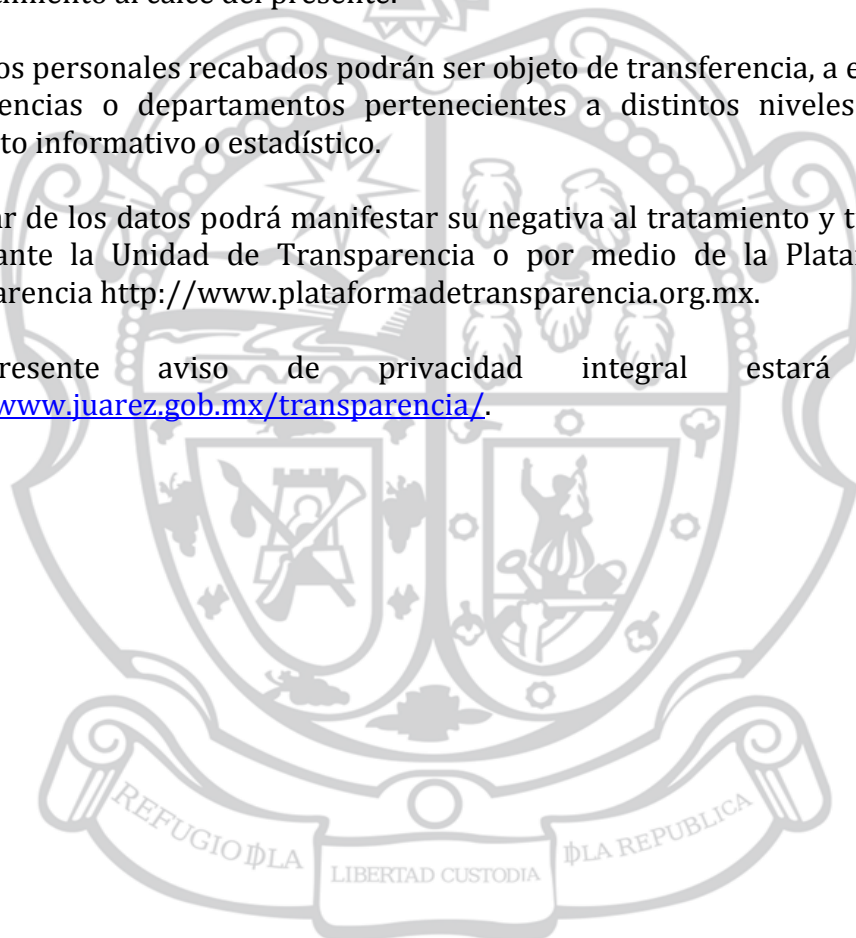 miento al calce del presente.
os personales recabados podrán ser objeto de transferencia, a e
encias o departamentos pertenecientes a distintos niveles
to informativo o estadístico.
ar de los datos podrá manifestar su negativa al tratamiento y t
ante la Unidad de Transparencia o por medio de la Plata
arencia http://www.plataformadetransparencia.org.mx.
resente aviso de privacidad integral estará
www.juarez.gob.mx/transparencia/.
REFUGIO DLA LIBERTAD CUSTODIA DLA REPUBLICA